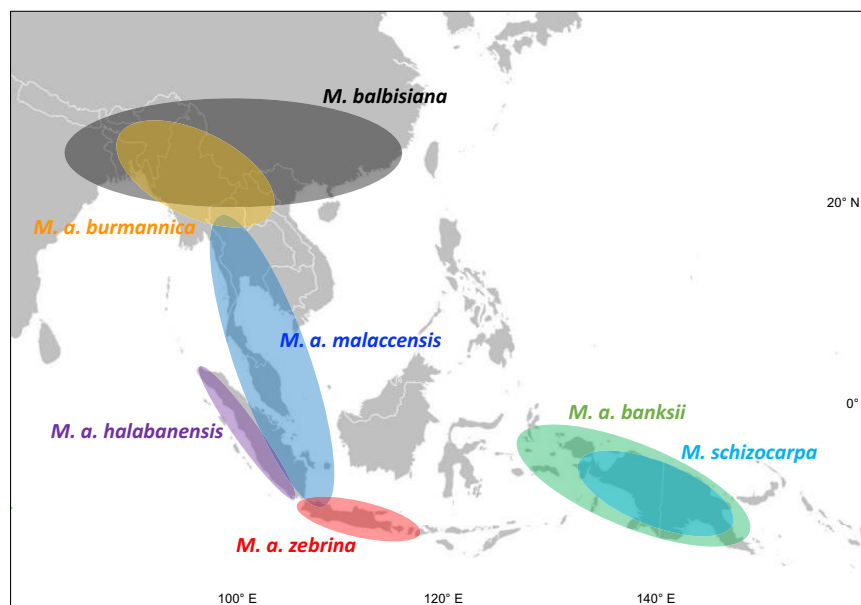 M. balbisiana
20° N
M. a. burmannica
M. a. malaccensis
0°
M. a. banksii
M. a. halabanensis
M. schizocarpa
M. a. zebrina
100° E
120° E
140° E